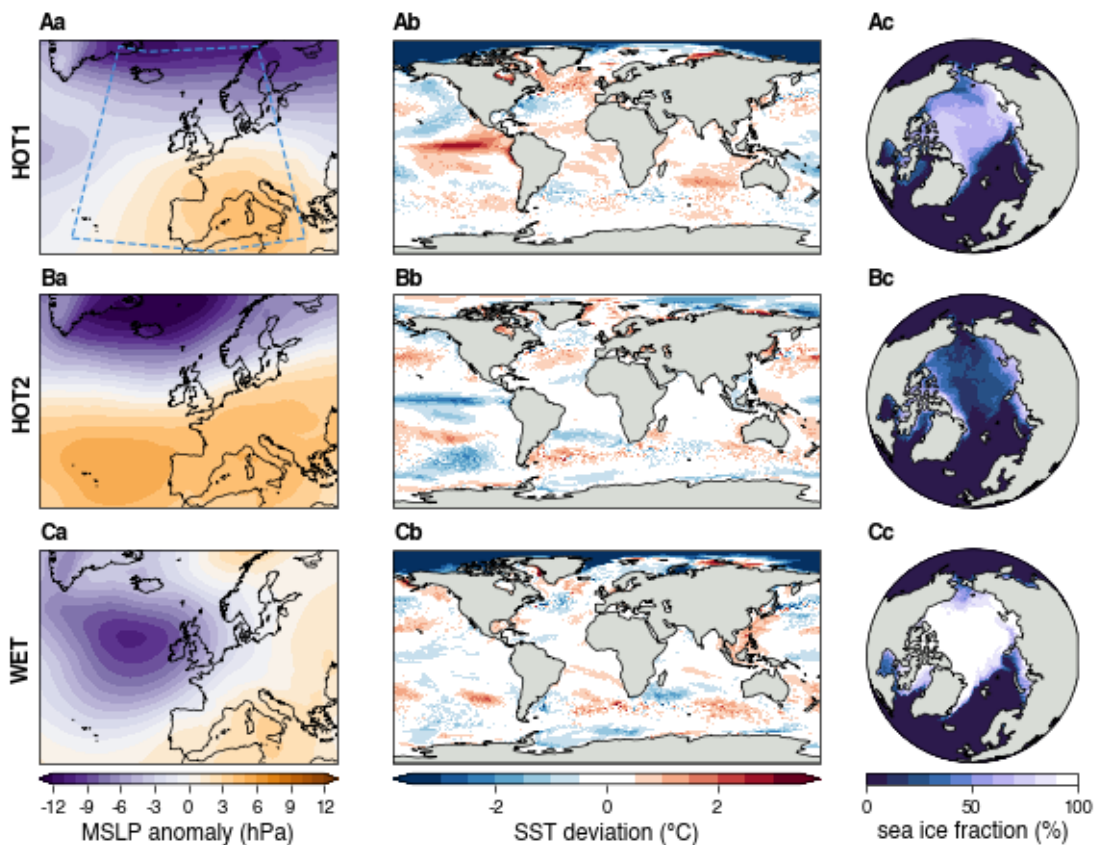 Aa Ab Ac
HOT1
Ba Bb Bc
HOT2
Ca Cb Cc
WET
-12 -9 -6 -3 0 3 6 9 12
MSLP anomaly (hPa)
-2 0 2
SST deviation (°C)
0 50 100
sea ice fraction (%)